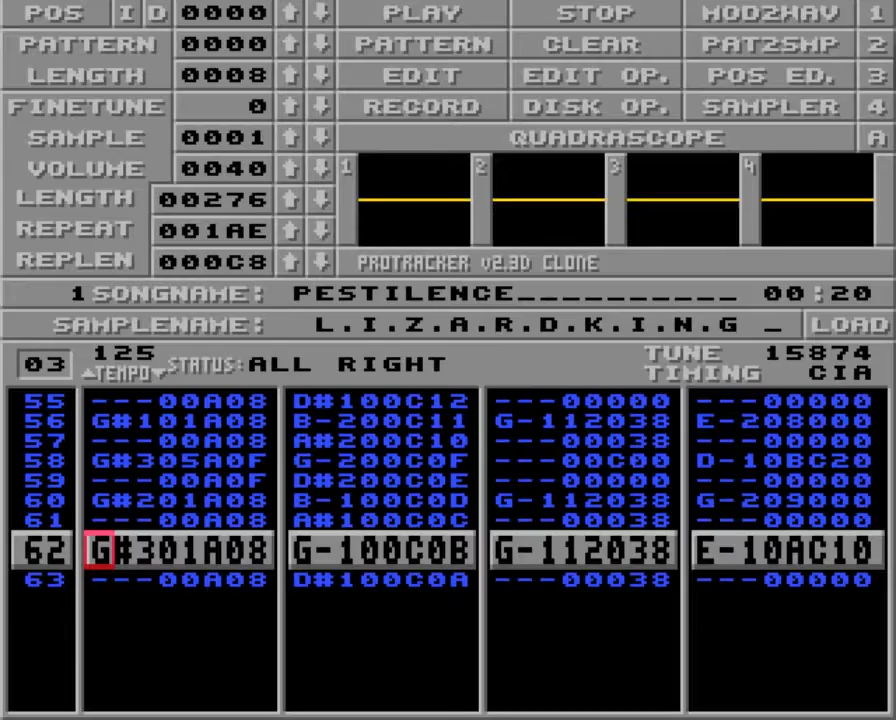 POS I D 0000 PLAY STOP MOD2WAV 1
PATTERN 0000 PATTERN CLEAR PAT2SMP 2
LENGTH 0008 EDIT EDIT OP. POS ED. 3
FINETUNE 0 RECORD DISK OP. SAMPLER 4
SAMPLE 0001 QUADRASCOPE A
VOLUME 0040 1 2 3 4
LENGTH 00276
REPEAT 001AE
REPLEN 000C8 PROTRACKER v2.3D CLONE
1 SONGNAME: PESTILENCE__________ 00:20
SAMPLENAME: L.I.Z.A.R.D.K.I.N.G _ LOAD
03 125 TEMPO STATUS: ALL RIGHT TUNE 15874
TIMING CIA
55 ---00A08 D#100C12 ---00000 ---00000
56 G#101A08 B-200C11 G-112038 E-208000
57 ---00A08 A#200C10 ---00038 ---00000
58 G#305A0F G-200C0F ---00C00 D-10BC20
59 ---00A0F D#200C0E ---00038 ---00000
60 G#201A08 B-100C0D G-112038 G-209000
61 ---00A08 A#100C0C ---00038 ---00000
62 G#301A08 G-100C0B G-112038 E-10AC10
63 ---00A08 D#100C0A ---00038 ---00000